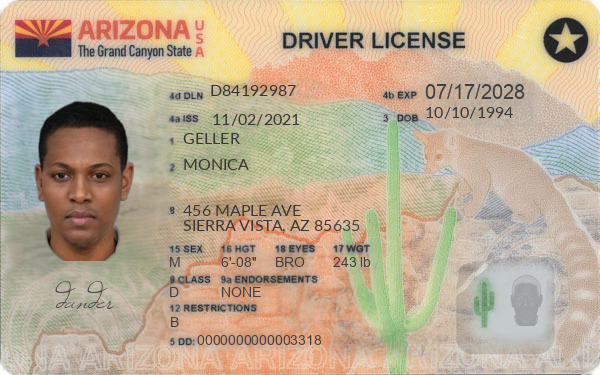 ARIZONA USA
The Grand Canyon State
DRIVER LICENSE
4d DLN D84192987 4b EXP 07/17/2028
4a ISS 11/02/2021 3 DOB 10/10/1994
1 GELLER
2 MONICA
8 456 MAPLE AVE
SIERRA VISTA, AZ 85635
15 SEX 16 HGT 18 EYES 17 WGT
M 6'-08" BRO 243 lb
9 CLASS 9a ENDORSEMENTS
D NONE
12 RESTRICTIONS
B
5 DD: 0000000000003318
ARIZONA ARIZONA ARIZONA ARIZONA